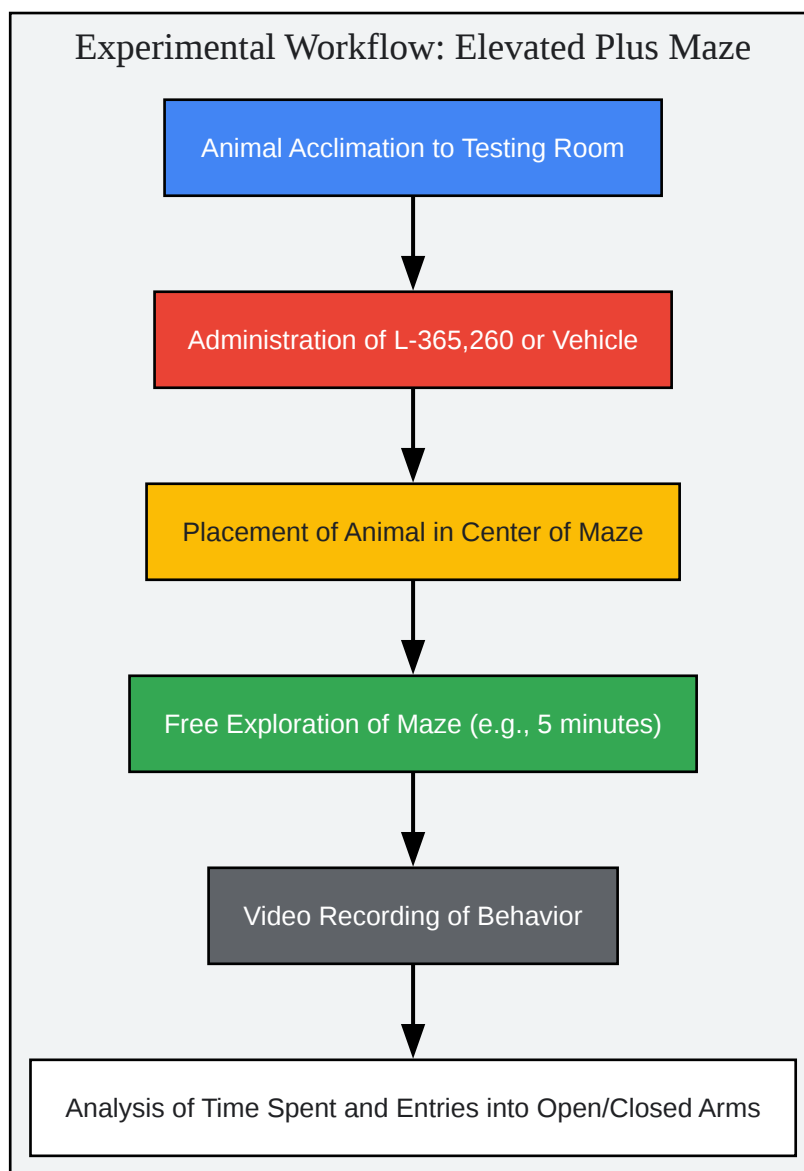 Experimental Workflow: Elevated Plus Maze
Animal Acclimation to Testing Room
Administration of L-365,260 or Vehicle
Placement of Animal in Center of Maze
Free Exploration of Maze (e.g., 5 minutes)
Video Recording of Behavior
Analysis of Time Spent and Entries into Open/Closed Arms